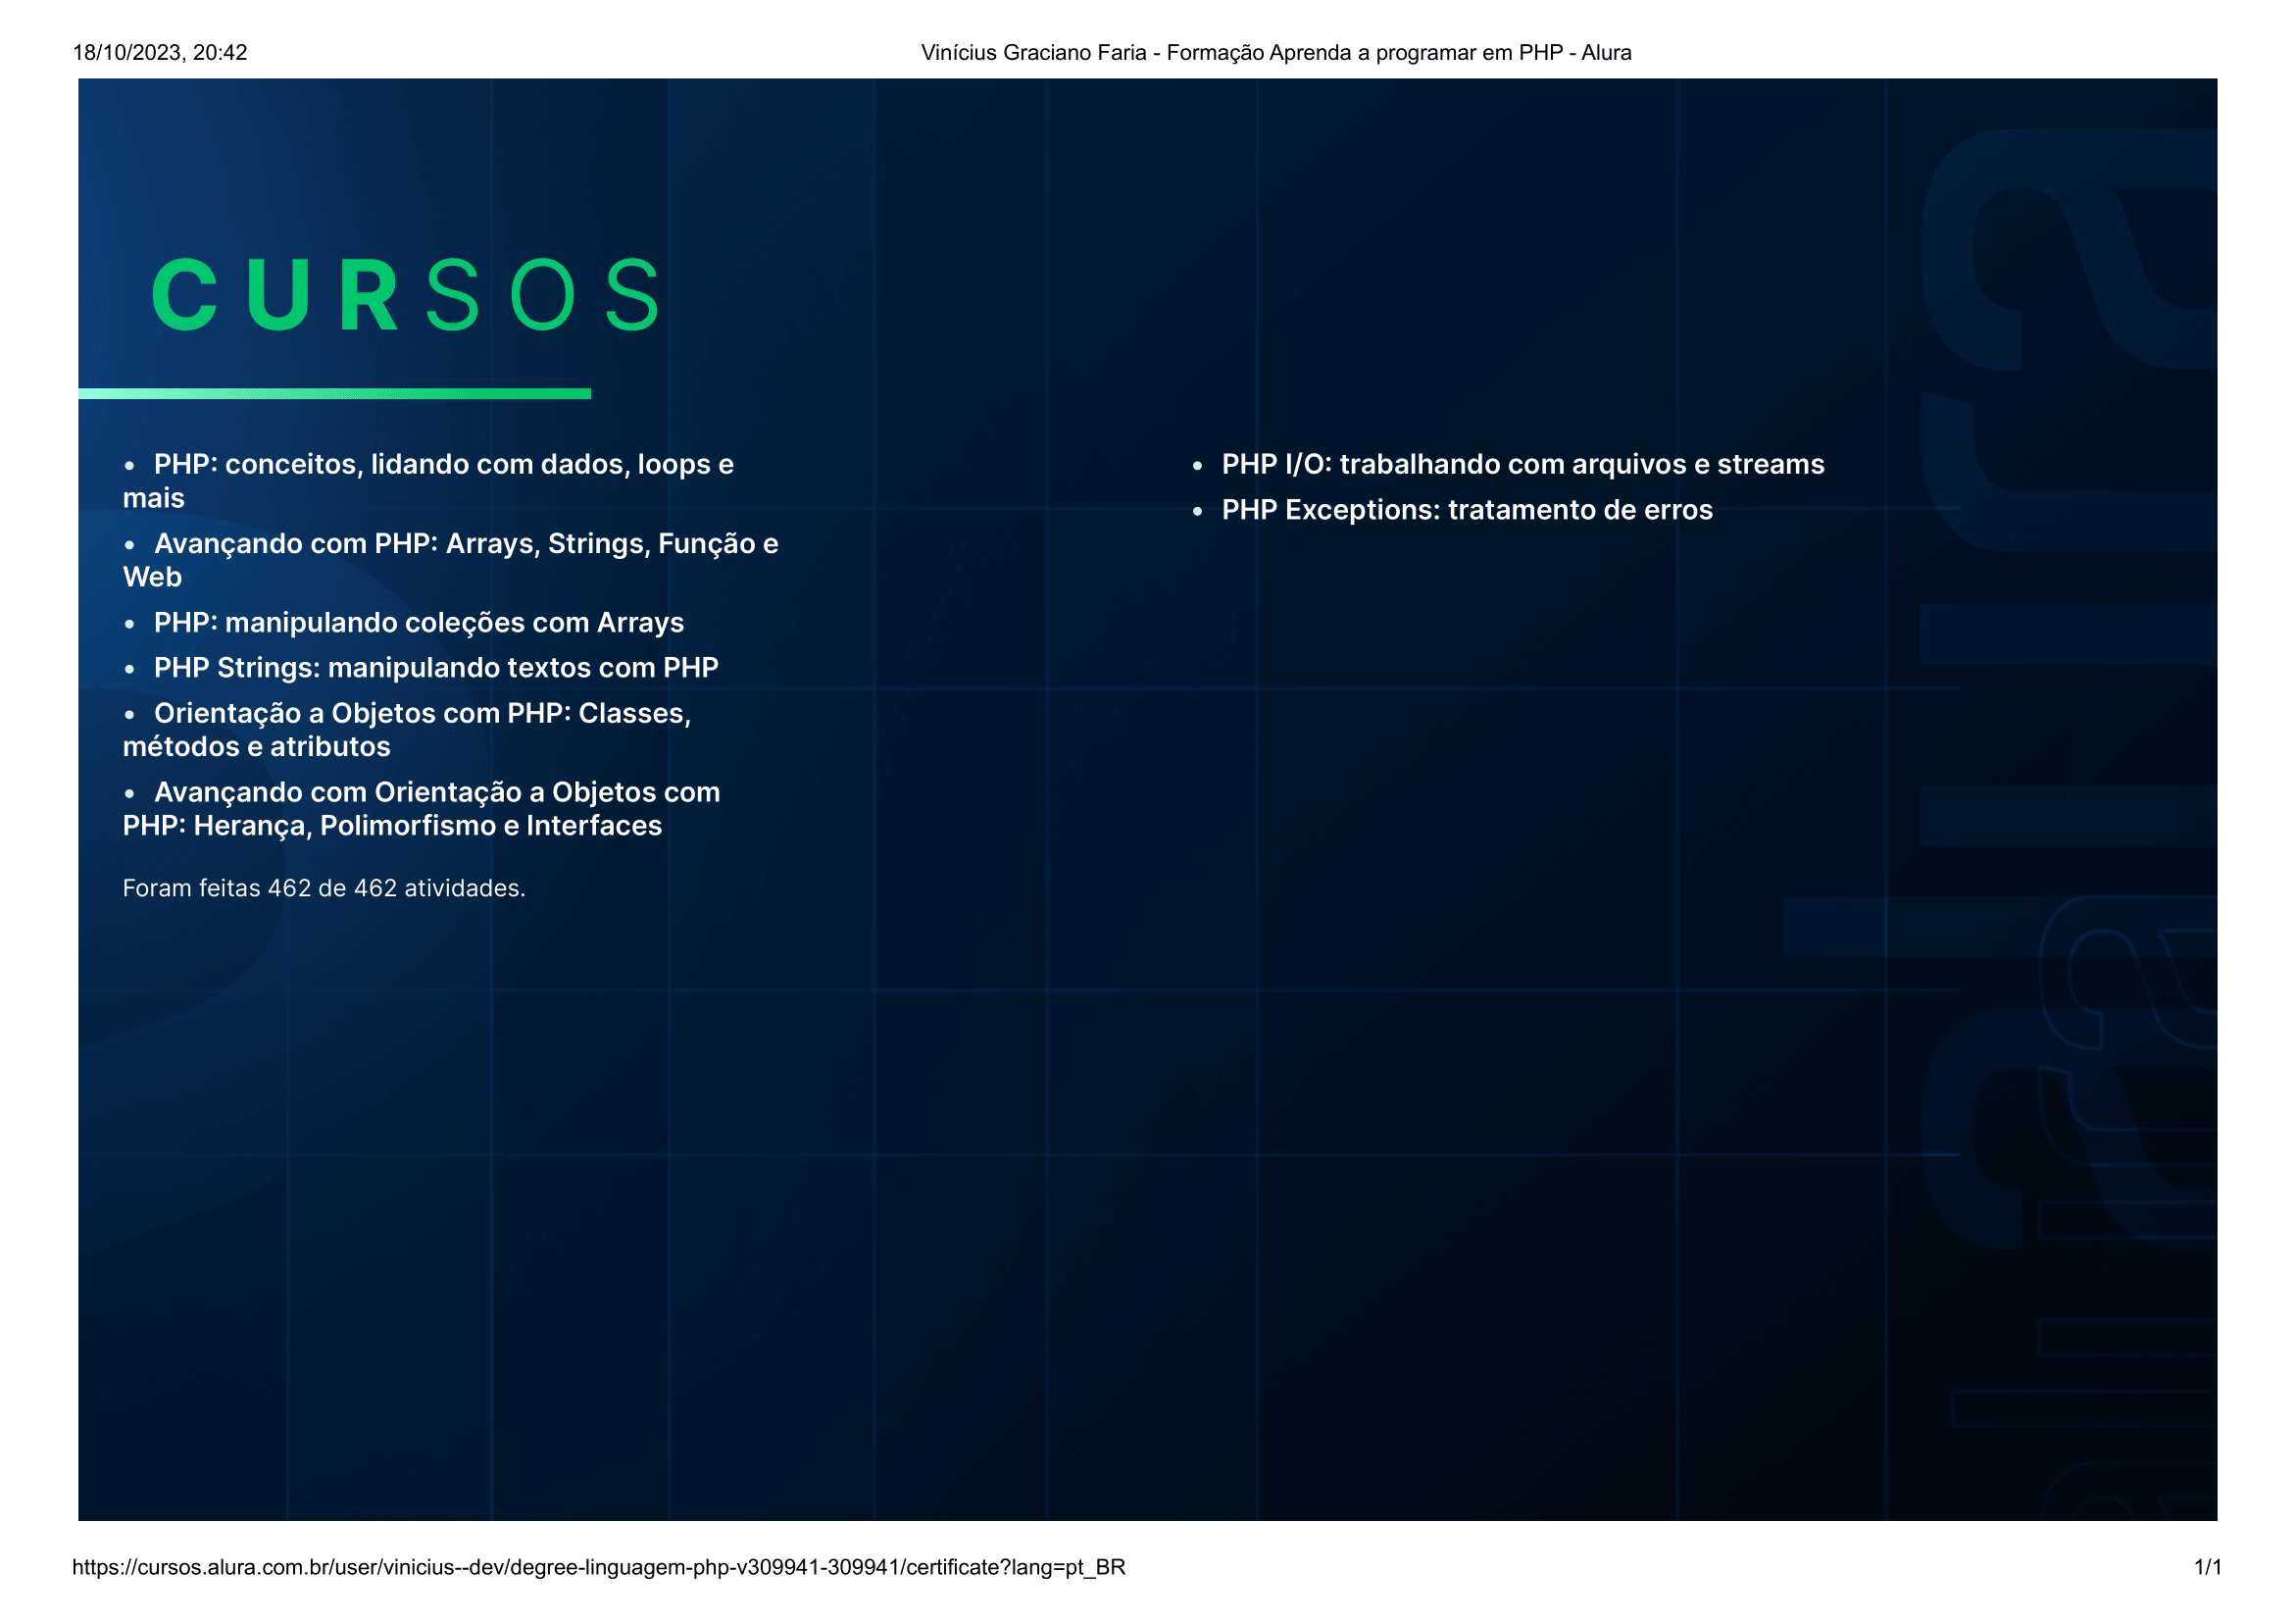 18/10/2023, 20:42
Vinícius Graciano Faria - Formação Aprenda a programar em PHP - Alura
CURSOS
• PHP: conceitos, lidando com dados, loops e
mais
• Avançando com PHP: Arrays, Strings, Função e
Web
• PHP: manipulando coleções com Arrays
• PHP Strings: manipulando textos com PHP
• Orientação a Objetos com PHP: Classes,
métodos e atributos
• Avançando com Orientação a Objetos com
PHP: Herança, Polimorfismo e Interfaces
Foram feitas 462 de 462 atividades.
• PHP I/O: trabalhando com arquivos e streams
• PHP Exceptions: tratamento de erros
alura
alura
https://cursos.alura.com.br/user/vinicius--dev/degree-linguagem-php-v309941-309941/certificate?lang=pt_BR
1/1